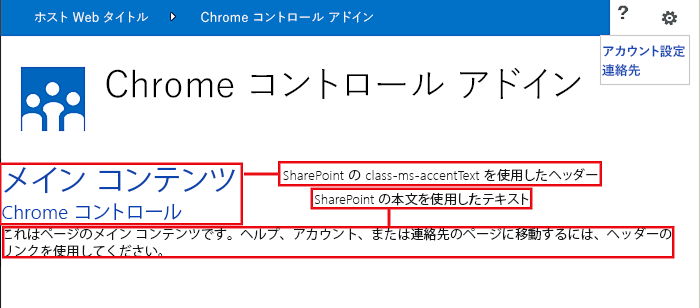 ホスト Web タイトル ▶ Chrome コントロール アドイン ?
アカウント設定
連絡先
Chrome コントロール アドイン
メイン コンテンツ
SharePoint の class-ms-accentText を使用したヘッダー
SharePoint の本文を使用したテキスト
Chrome コントロール
これはページのメイン コンテンツです。ヘルプ、アカウント、または連絡先のページに移動するには、ヘッダーの
リンクを使用してください。